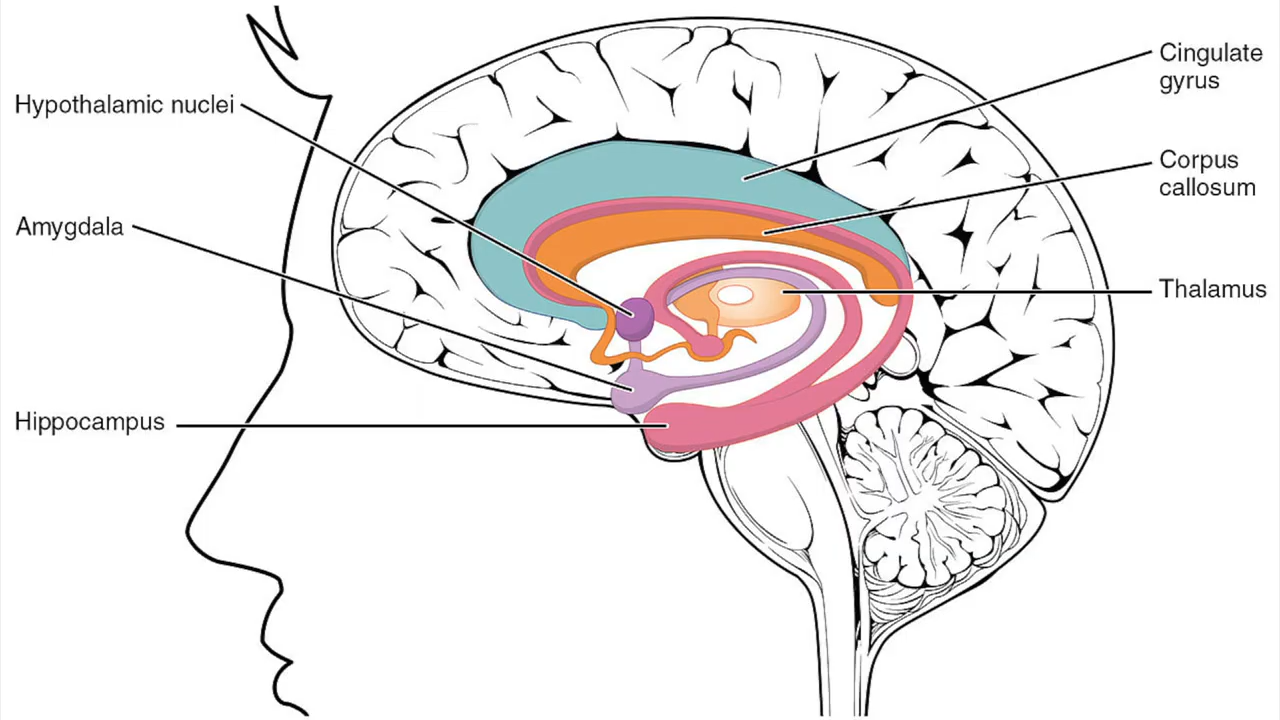 Hypothalamic nuclei
Amygdala
Hippocampus
Cingulate
gyrus
Corpus
callosum
Thalamus